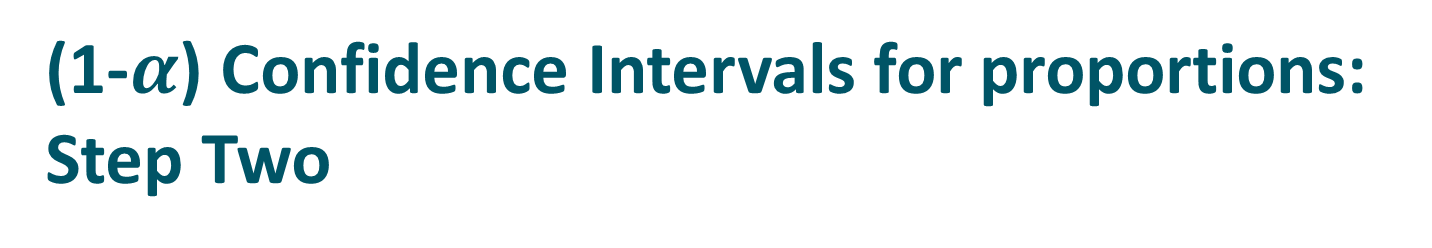 (1-𝜶) Confidence Intervals for proportions:
Step Two